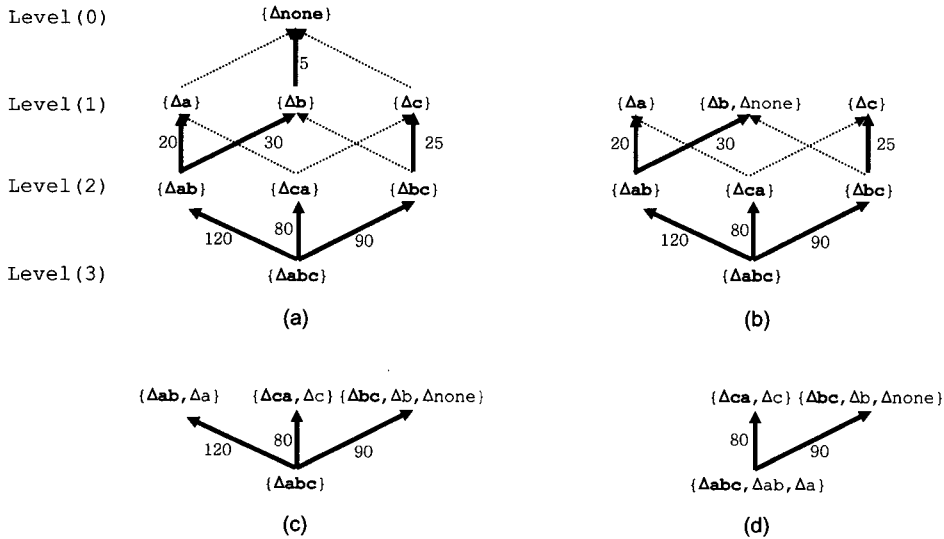 Level(0) {Δnone}
5
Level(1) {Δa} {Δb} {Δc} {Δa} {Δb,Δnone} {Δc}
20 30 25 20 30 25
Level(2) {Δab} {Δca} {Δbc} {Δab} {Δca} {Δbc}
120 80 90 120 80 90
Level(3) {Δabc} {Δabc}
(a) (b)
{Δab,Δa} {Δca,Δc} {Δbc,Δb,Δnone} {Δca,Δc} {Δbc,Δb,Δnone}
120 80 90 80 90
{Δabc} {Δabc,Δab,Δa}
(c) (d)